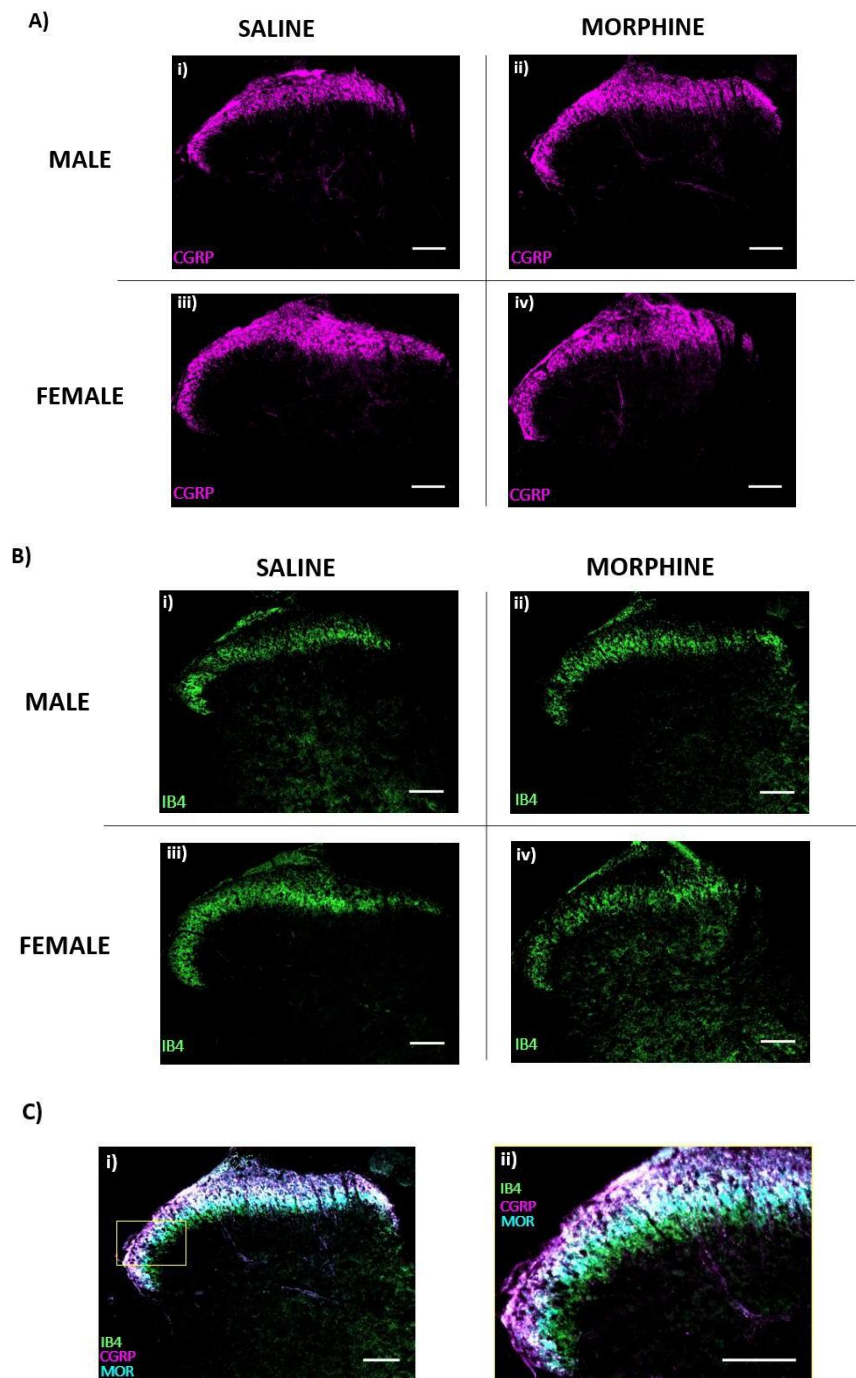 A)
SALINE
MORPHINE
MALE
i)
CGRP
ii)
CGRP
FEMALE
iii)
CGRP
iv)
CGRP
B)
SALINE
MORPHINE
MALE
i)
IB4
ii)
IB4
FEMALE
iii)
IB4
iv)
IB4
C)
i)
IB4
CGRP
MOR
ii)
IB4
CGRP
MOR